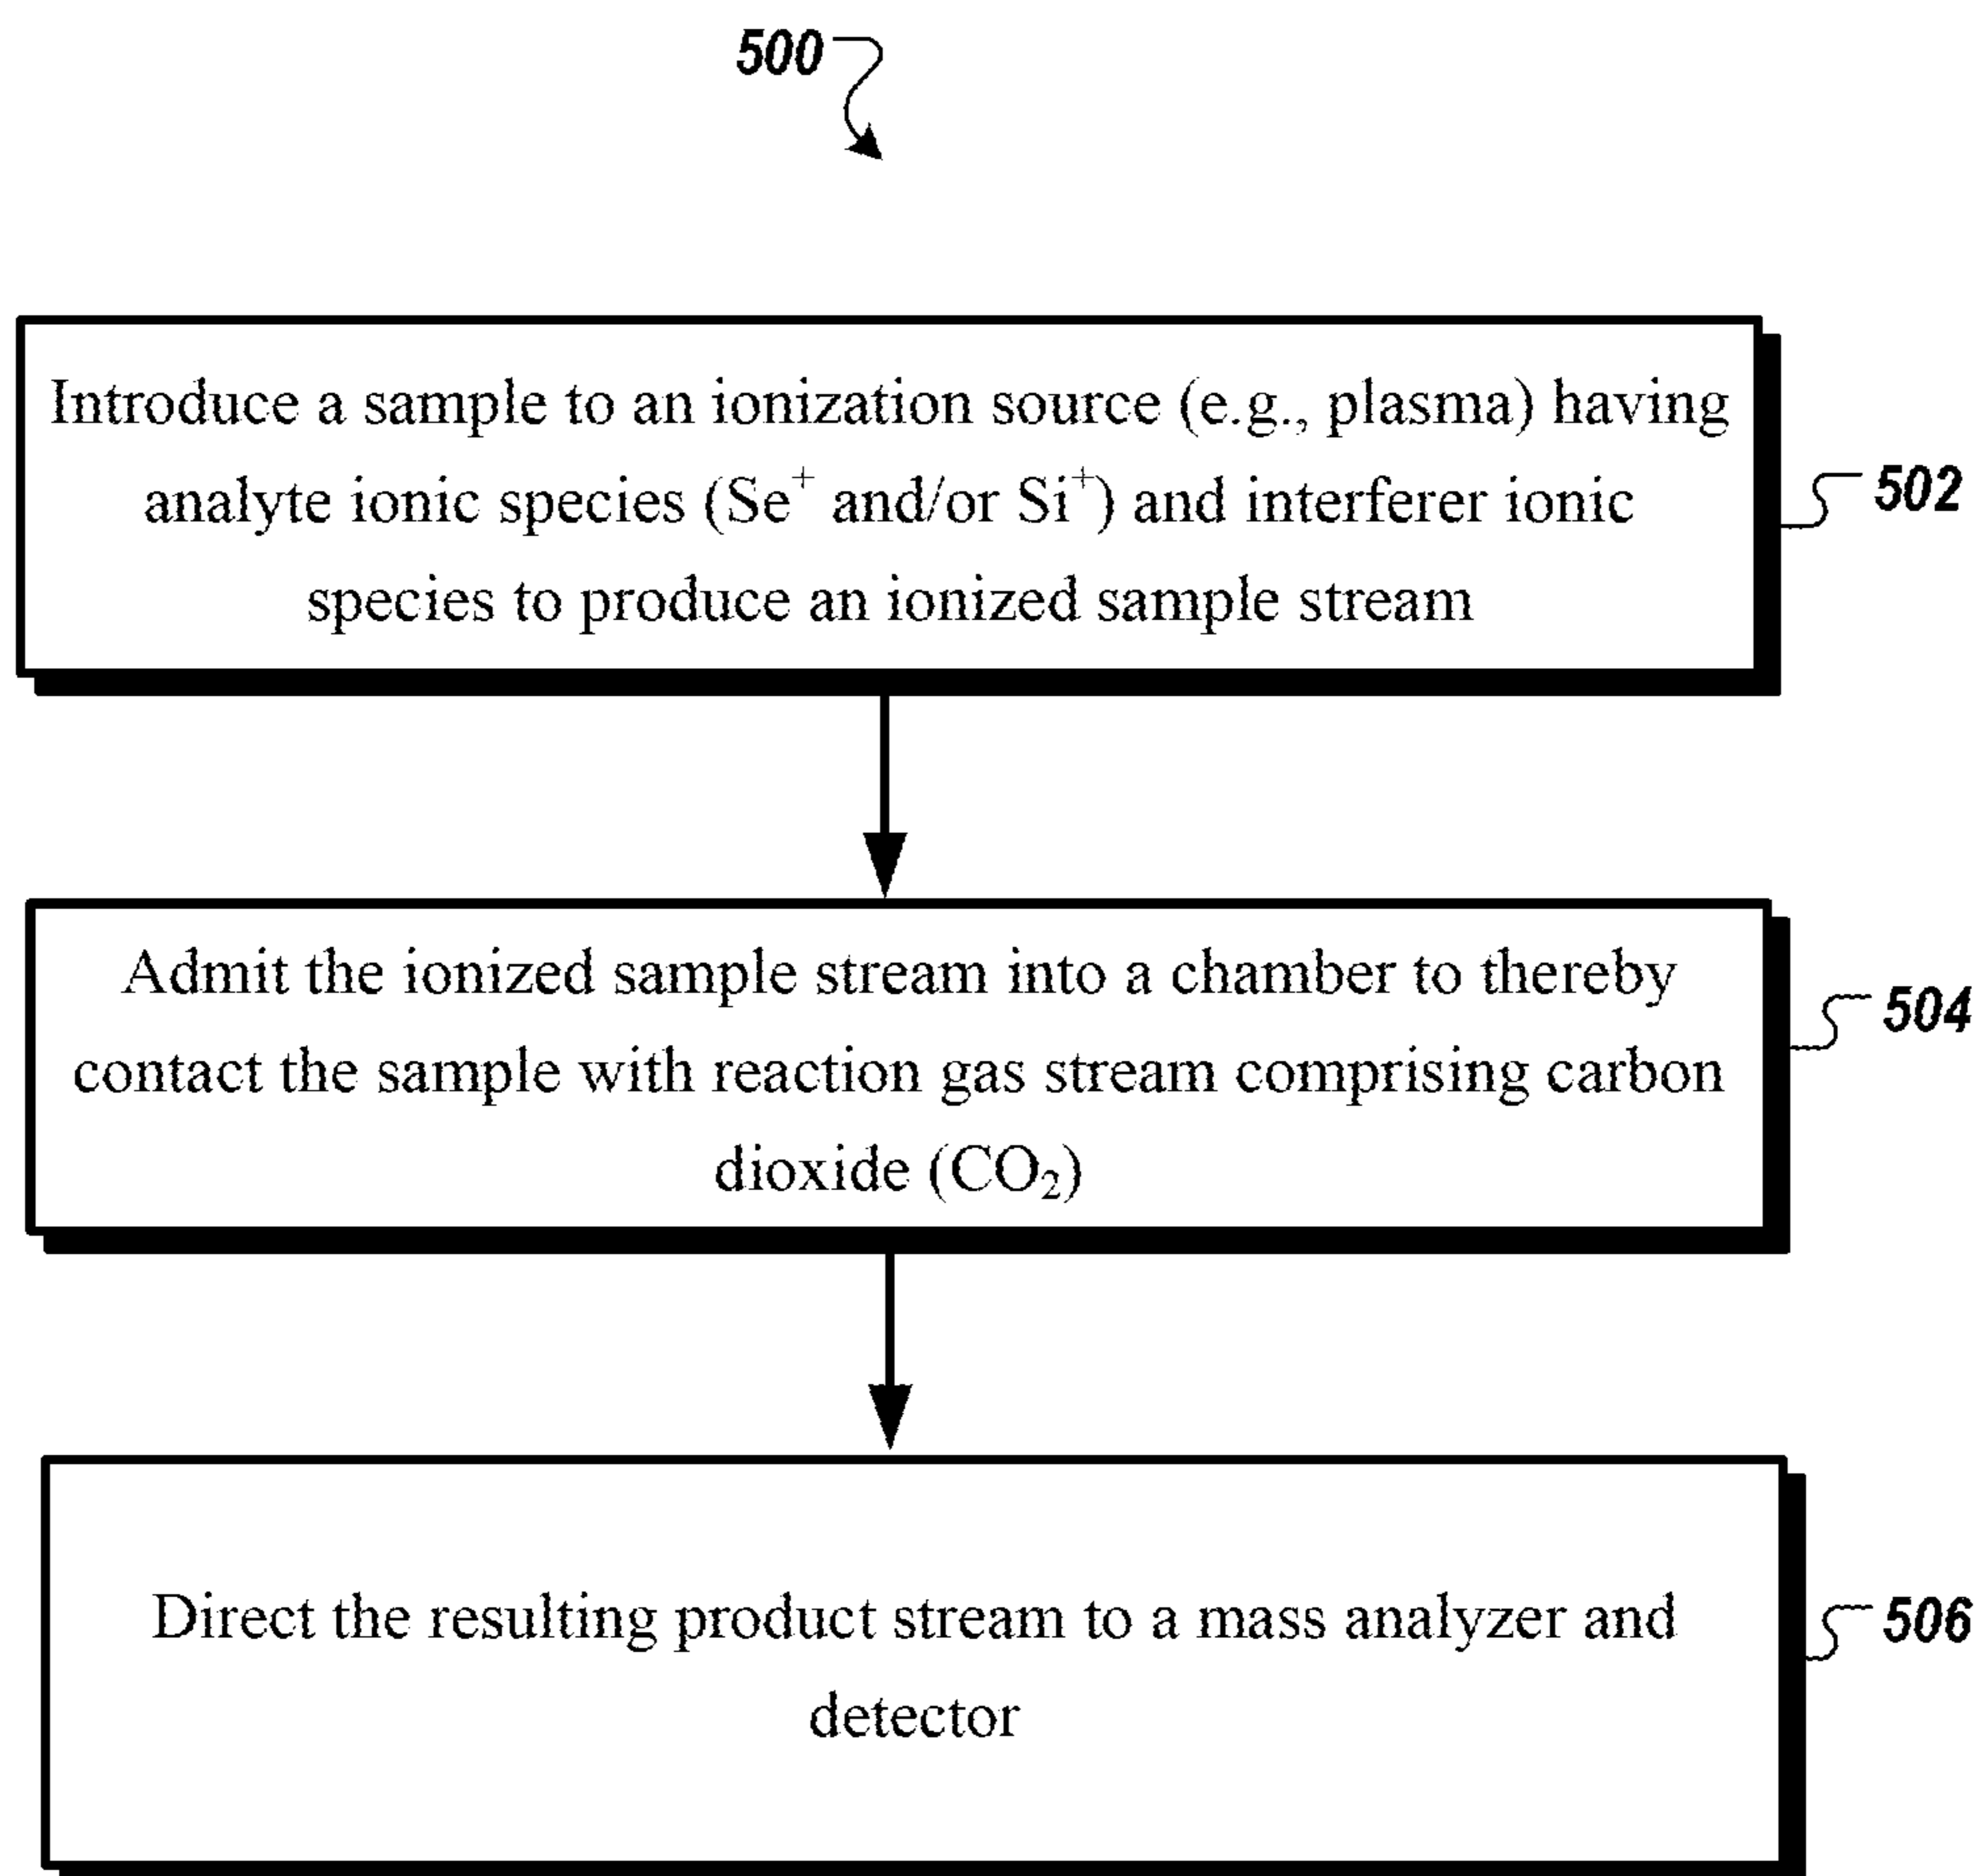 500
Introduce a sample to an ionization source (e.g., plasma) having
analyte ionic species (Se⁺ and/or Si⁺) and interferer ionic
species to produce an ionized sample stream
502
Admit the ionized sample stream into a chamber to thereby
contact the sample with reaction gas stream comprising carbon
dioxide (CO₂)
504
Direct the resulting product stream to a mass analyzer and
detector
506